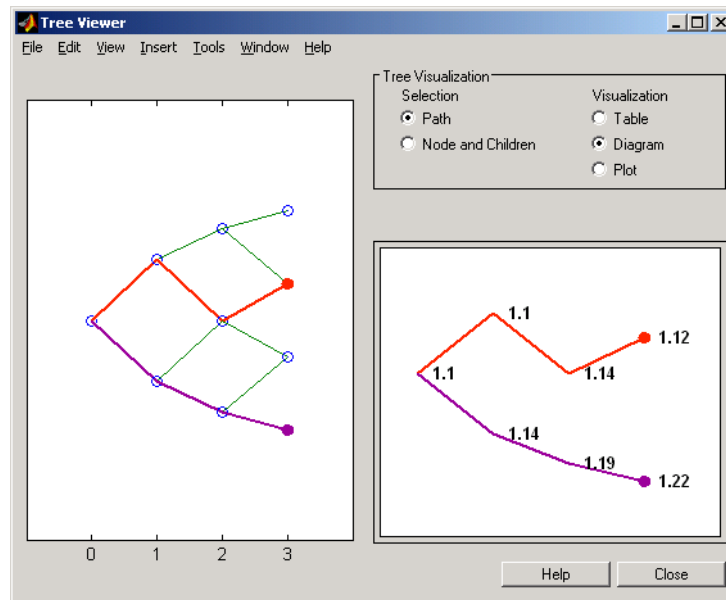 Tree Viewer
File Edit View Insert Tools Window Help
Tree Visualization
Selection Visualization
Path Table
Node and Children Diagram
Plot
1.1
1.12
1.1
1.14
1.14
1.19
1.22
0 1 2 3
Help Close